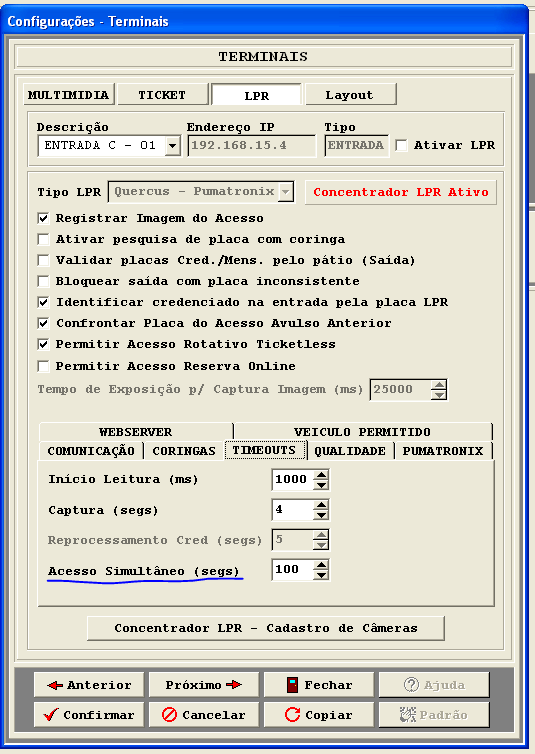 Configurações - Terminais
TERMINAIS
MULTIMIDIA TICKET LPR Layout
Descrição Endereço IP Tipo
ENTRADA C - 01 192.168.15.4 ENTRADA Ativar LPR
Tipo LPR Quercus - Pumatronix Concentrador LPR Ativo
Registrar Imagem do Acesso
Ativar pesquisa de placa com coringa
Validar placas Cred./Mens. pelo pátio (Saída)
Bloquear saída com placa inconsistente
Identificar credenciado na entrada pela placa LPR
Confrontar Placa do Acesso Avulso Anterior
Permitir Acesso Rotativo Ticketless
Permitir Acesso Reserva Online
Tempo de Exposição p/ Captura Imagem (ms) 25000
WEBSERVER VEICULO PERMITIDO
COMUNICAÇÃO CORINGAS TIMEOUTS QUALIDADE PUMATRONIX
Início Leitura (ms) 1000
Captura (segs) 4
Reprocessamento Cred (segs) 5
Acesso Simultâneo (segs) 100
Concentrador LPR - Cadastro de Câmeras
Anterior Próximo Fechar Ajuda
Confirmar Cancelar Copiar Padrão